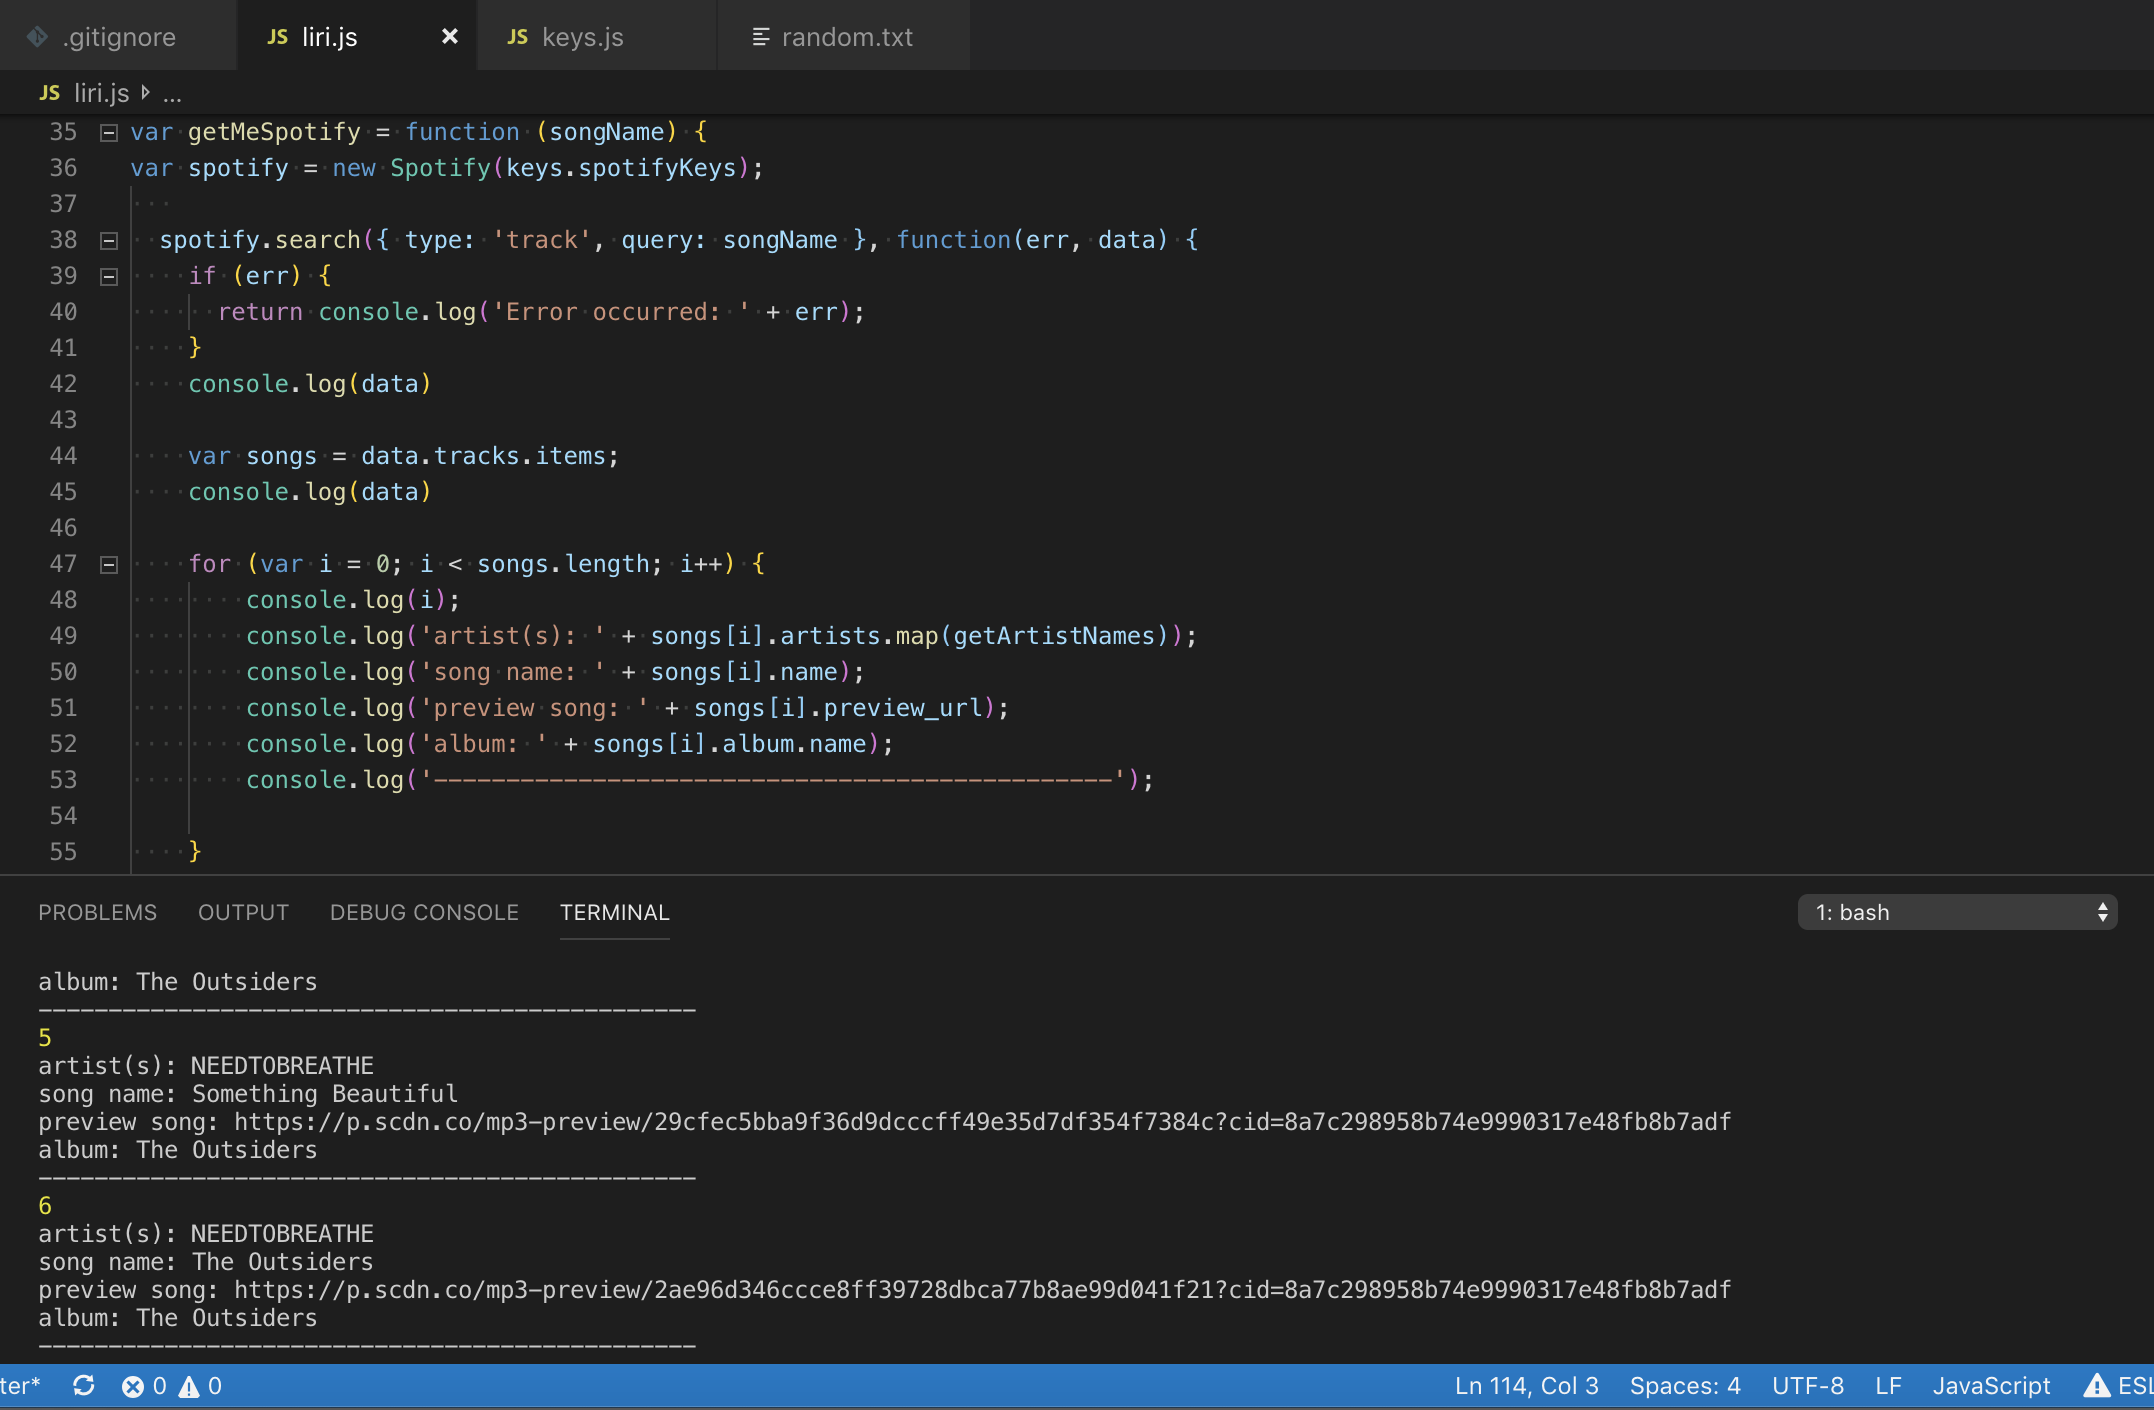 .gitignore
JS liri.js ×
JS keys.js
random.txt
JS liri.js ...
35 var getMeSpotify = function (songName) {
36 var spotify = new Spotify(keys.spotifyKeys);
37
38 spotify.search({ type: 'track', query: songName }, function(err, data) {
39 if (err) {
40 return console.log('Error occurred: ' + err);
41 }
42 console.log(data)
43
44 var songs = data.tracks.items;
45 console.log(data)
46
47 for (var i = 0; i < songs.length; i++) {
48 console.log(i);
49 console.log('artist(s): ' + songs[i].artists.map(getArtistNames));
50 console.log('song name: ' + songs[i].name);
51 console.log('preview song: ' + songs[i].preview_url);
52 console.log('album: ' + songs[i].album.name);
53 console.log('-----------------------------------------------');
54
55 }
PROBLEMS OUTPUT DEBUG CONSOLE TERMINAL 1: bash
album: The Outsiders
-----------------------------------------------
5
artist(s): NEEDTOBREATHE
song name: Something Beautiful
preview song: https://p.scdn.co/mp3-preview/29cfec5bba9f36d9dcccff49e35d7df354f7384c?cid=8a7c298958b74e9990317e48fb8b7adf
album: The Outsiders
-----------------------------------------------
6
artist(s): NEEDTOBREATHE
song name: The Outsiders
preview song: https://p.scdn.co/mp3-preview/2ae96d346ccce8ff39728dbca77b8ae99d041f21?cid=8a7c298958b74e9990317e48fb8b7adf
album: The Outsiders
-----------------------------------------------
ter* 0 0 Ln 114, Col 3 Spaces: 4 UTF-8 LF JavaScript ESL